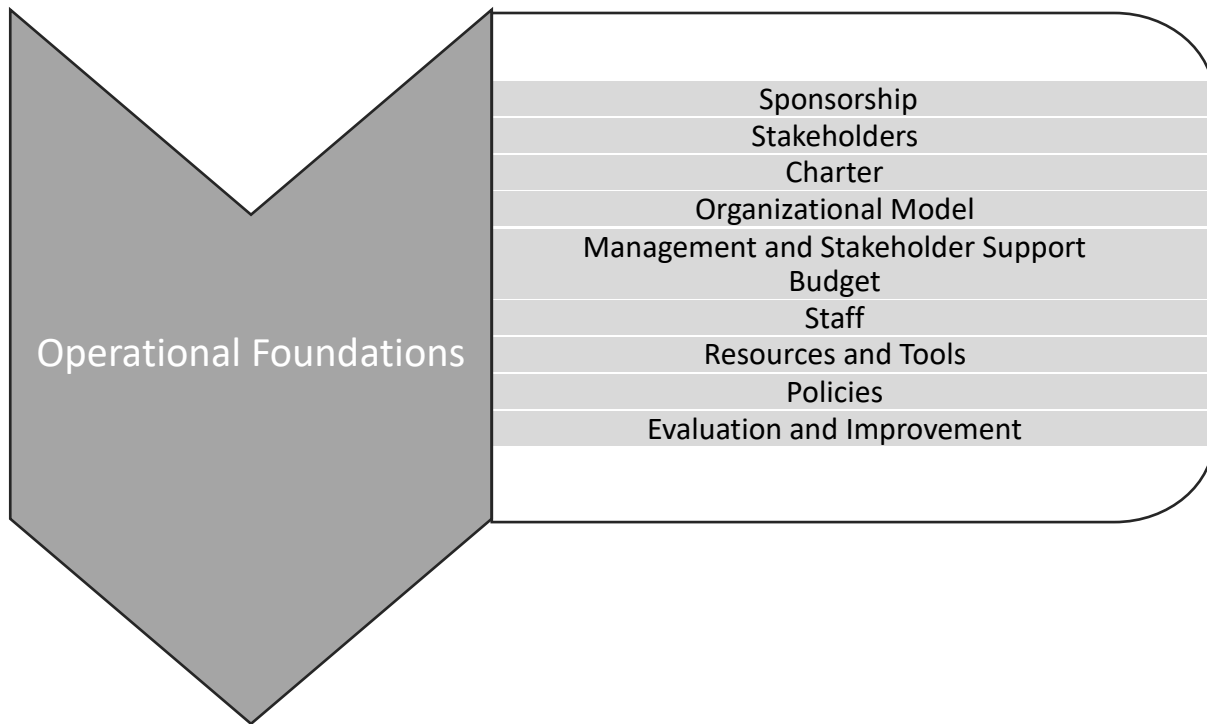 Operational Foundations
Sponsorship
Stakeholders
Charter
Organizational Model
Management and Stakeholder Support
Budget
Staff
Resources and Tools
Policies
Evaluation and Improvement